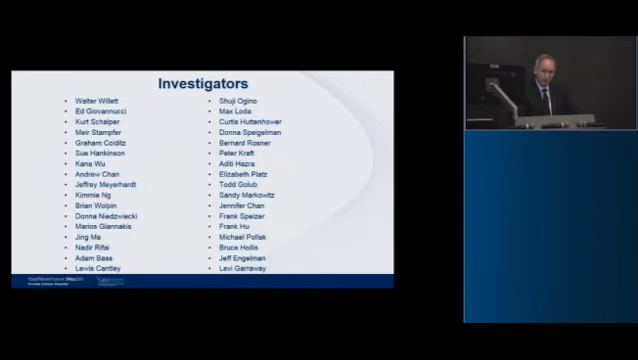 Investigators
• Walter Willett
• Ed Giovannucci
• Kurt Schalper
• Meir Stampfer
• Graham Colditz
• Sue Hankinson
• Kana Wu
• Andrew Chan
• Jeffrey Meyerhardt
• Kimmie Ng
• Brian Wolpin
• Donna Niedzwiecki
• Marios Giannakis
• Jing Ma
• Nadir Rifai
• Adam Bass
• Lewis Cantley
• Shuji Ogino
• Max Loda
• Curtis Huttenhower
• Donna Speigelman
• Bernard Rosner
• Peter Kraft
• Aditi Hazra
• Elizabeth Platz
• Todd Golub
• Sandy Markowitz
• Jennifer Chan
• Frank Speizer
• Frank Hu
• Michael Pollak
• Bruce Hollis
• Jeff Engelman
• Levi Garraway